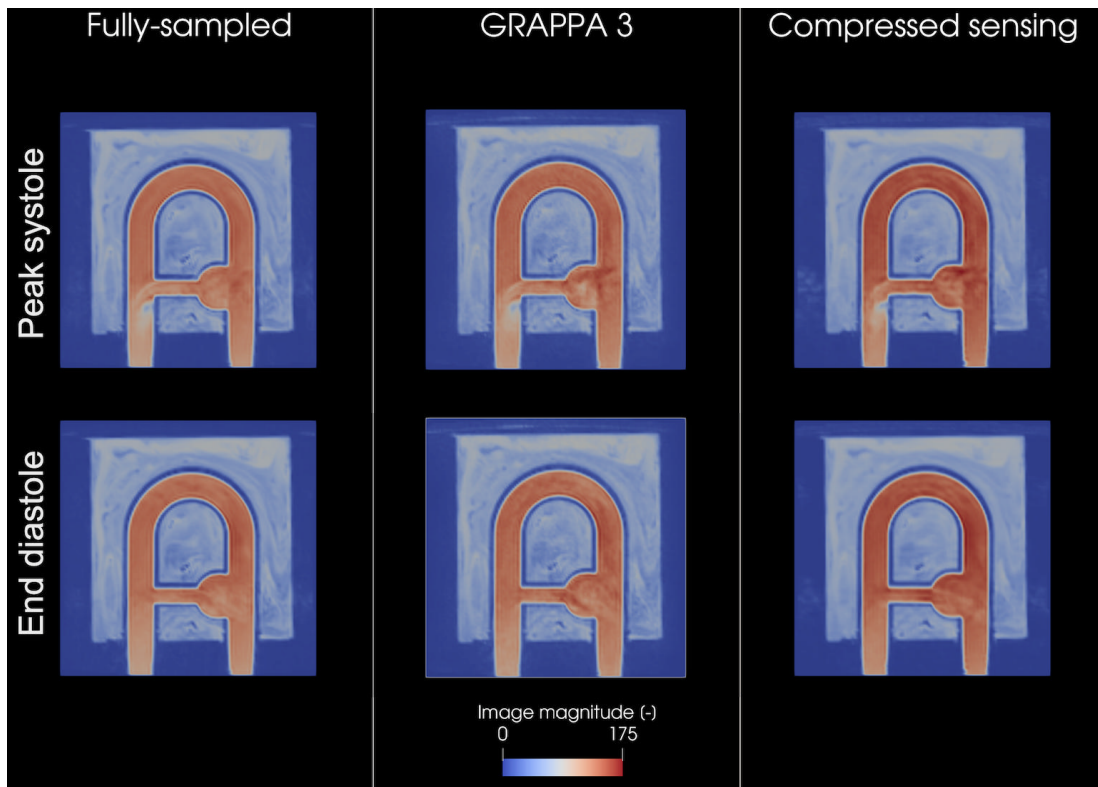 Fully-sampled
GRAPPA 3
Compressed sensing
Peak systole
End diastole
Image magnitude (-)
0
175